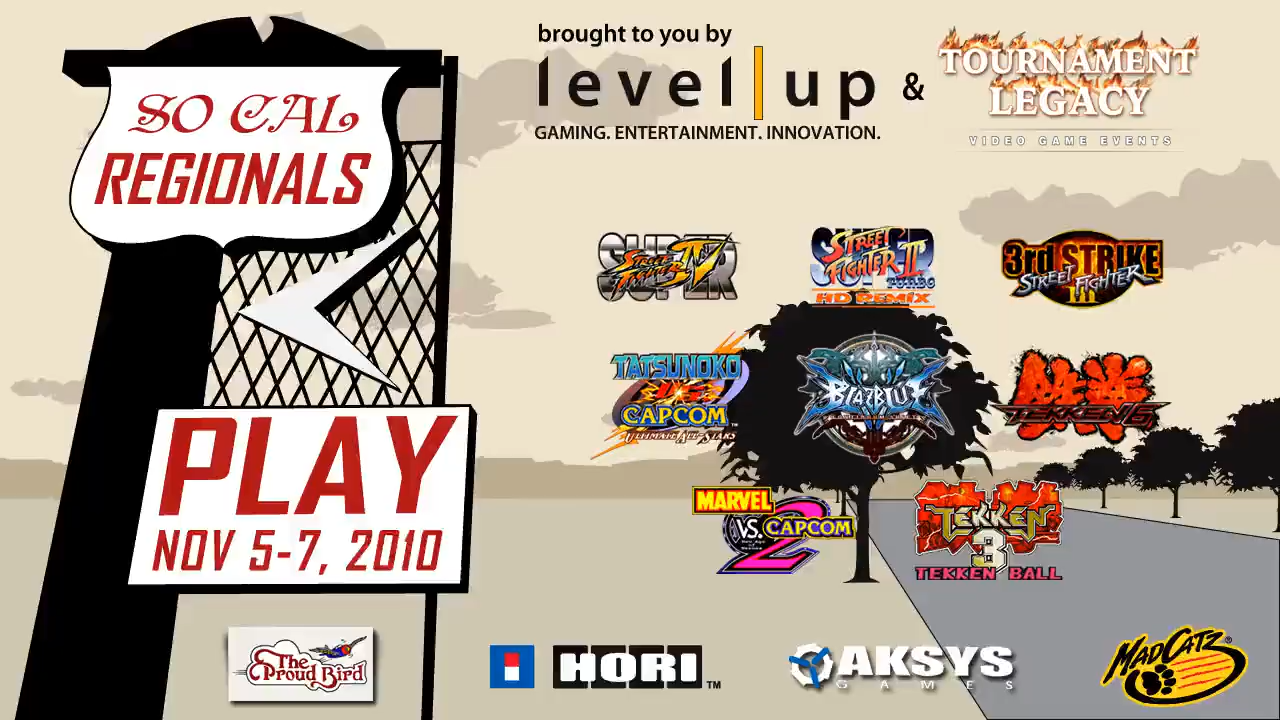 SO CAL
REGIONALS
PLAY
NOV 5-7, 2010
brought to you by
level|up &
GAMING. ENTERTAINMENT. INNOVATION.
TOURNAMENT
LEGACY
VIDEO GAME EVENTS
SUPER
STREET
FIGHTER IV
SUPER
STREET
FIGHTER II
TURBO
HD REMIX
3rd STRIKE
STREET FIGHTER
III
TATSUNOKO
VS.
CAPCOM
ULTIMATE ALL-STARS
BLAZBLUE
TEKKEN 6
MARVEL
VS. CAPCOM
2
TEKKEN
3
TEKKEN BALL
The
Proud Bird
HORI™
AKSYS
GAMES
MADCATZ®